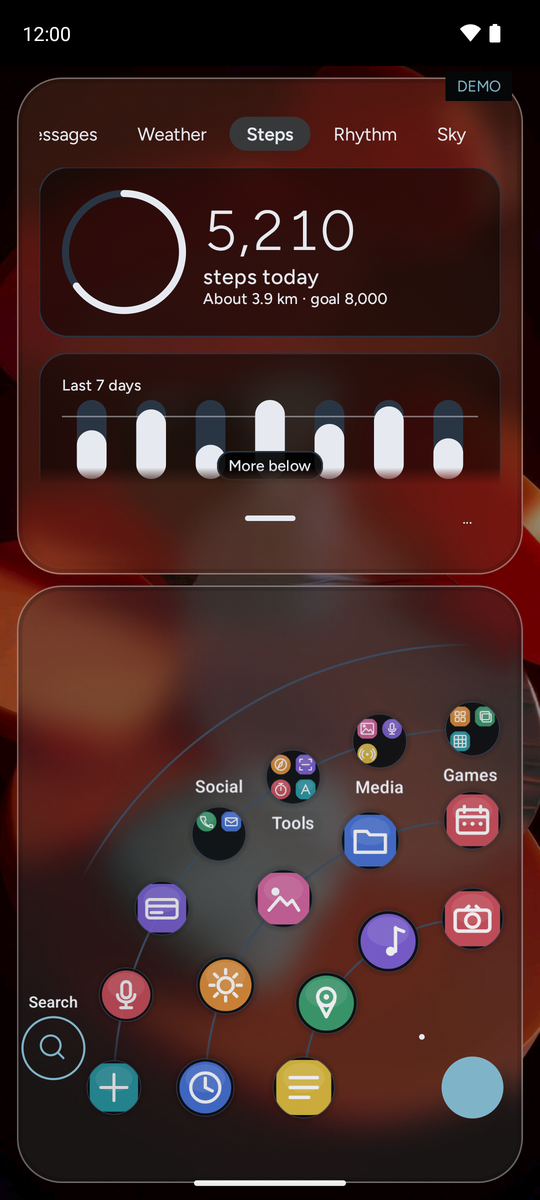 12:00
DEMO
ssages Weather Steps Rhythm Sky
5,210
steps today
About 3.9 km · goal 8,000
Last 7 days
More below
...
Games
Social
Media
Tools
Search